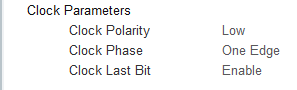 Clock Parameters
Clock Polarity Low
Clock Phase One Edge
Clock Last Bit Enable